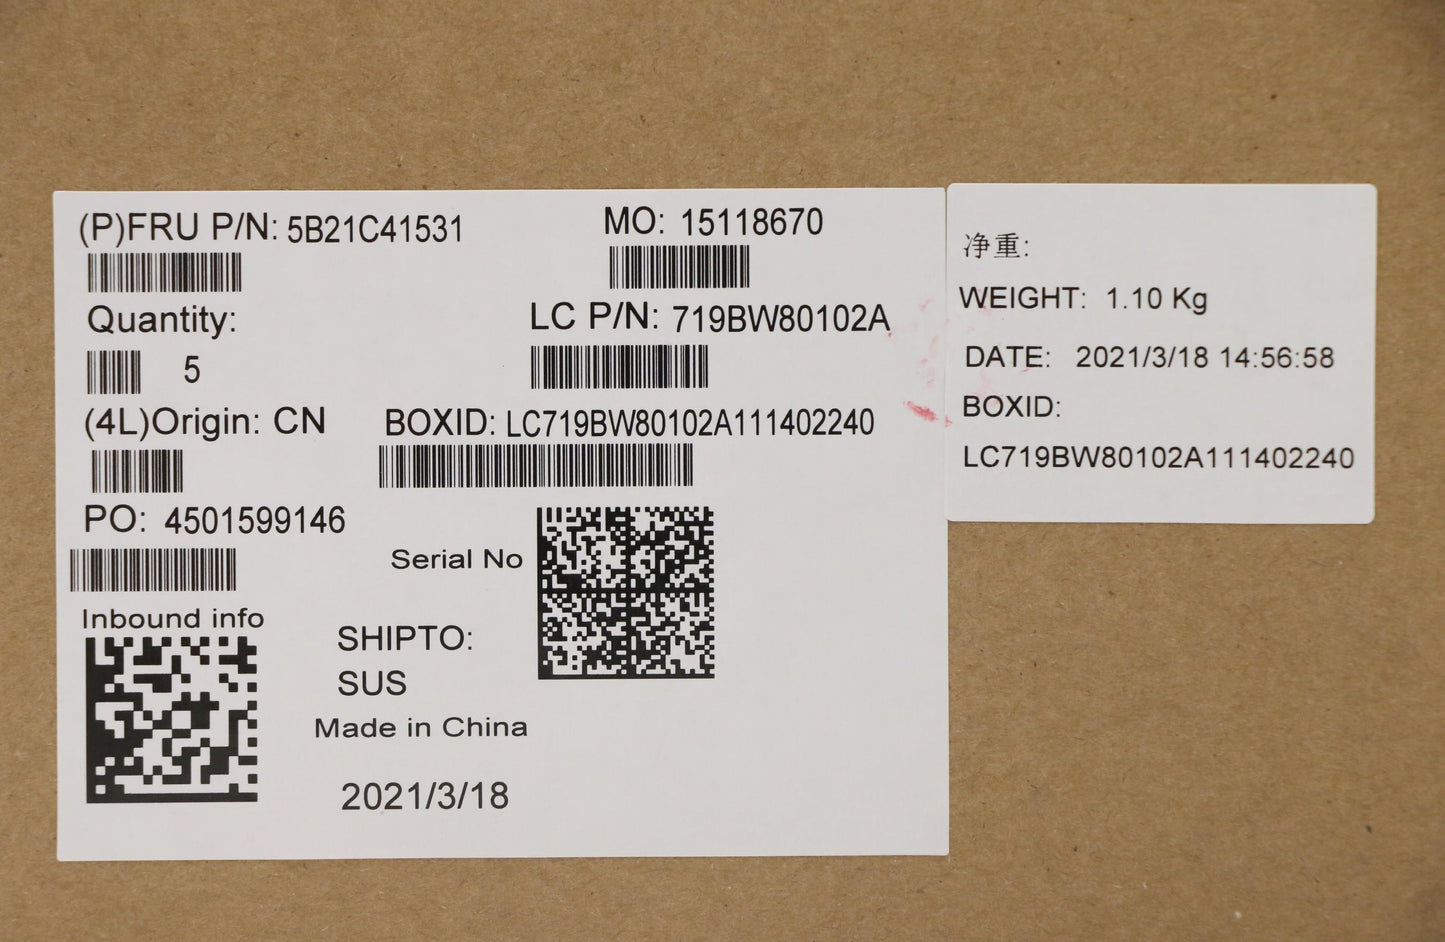 (P)FRU P/N: 5B21C41531
MO: 15118670
Quantity:
5
LC P/N: 719BW80102A
(4L)Origin: CN
BOXID: LC719BW80102A111402240
PO: 4501599146
Serial No
Inbound info
SHIPTO:
SUS
Made in China
2021/3/18
净重:
WEIGHT: 1.10 Kg
DATE: 2021/3/18 14:56:58
BOXID:
LC719BW80102A111402240